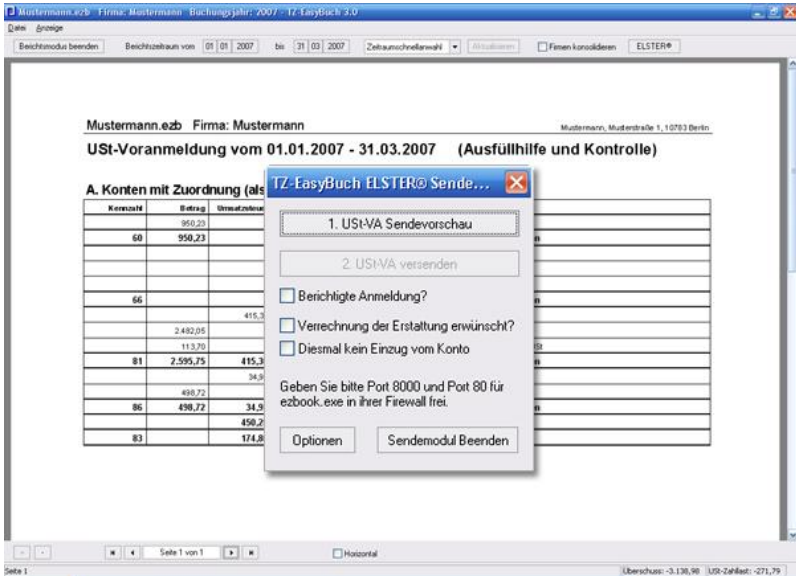 Mustermann.ezb Firma: Mustermann Buchungsjahr: 2007 - TZ-EasyBuch 3.0
Datei Anzeige
Berichtsmodus beenden Berichtszeitraum vom 01 01 2007 bis 31 03 2007 Zeitraumschnellanwahl Aktualisieren Firmen konsolidieren ELSTER®
Mustermann.ezb Firma: Mustermann Mustermann, Musterstraße 1, 10783 Berlin
USt-Voranmeldung vom 01.01.2007 - 31.03.2007 (Ausfüllhilfe und Kontrolle)
TZ-EasyBuch ELSTER® Sende...
A. Konten mit Zuordnung (als
Kennzahl Betrag Umsatzsteue
950,23
1. USt-VA Sendevorschau
60 950,23
2. USt-VA versenden
Berichtigte Anmeldung?
66
415,3
Verrechnung der Erstattung erwünscht?
2.482,05
113,70
Diesmal kein Einzug vom Konto
81 2.595,75 415,3
34,9
Geben Sie bitte Port 8000 und Port 80 für
498,72
ezbook.exe in ihrer Firewall frei.
86 498,72 34,9
450,2
83 174,8
Optionen Sendemodul Beenden
Seite 1 von 1 Horizontal
Seite 1 Überschuss: -3.138,98 USt-Zahllast: -271,79